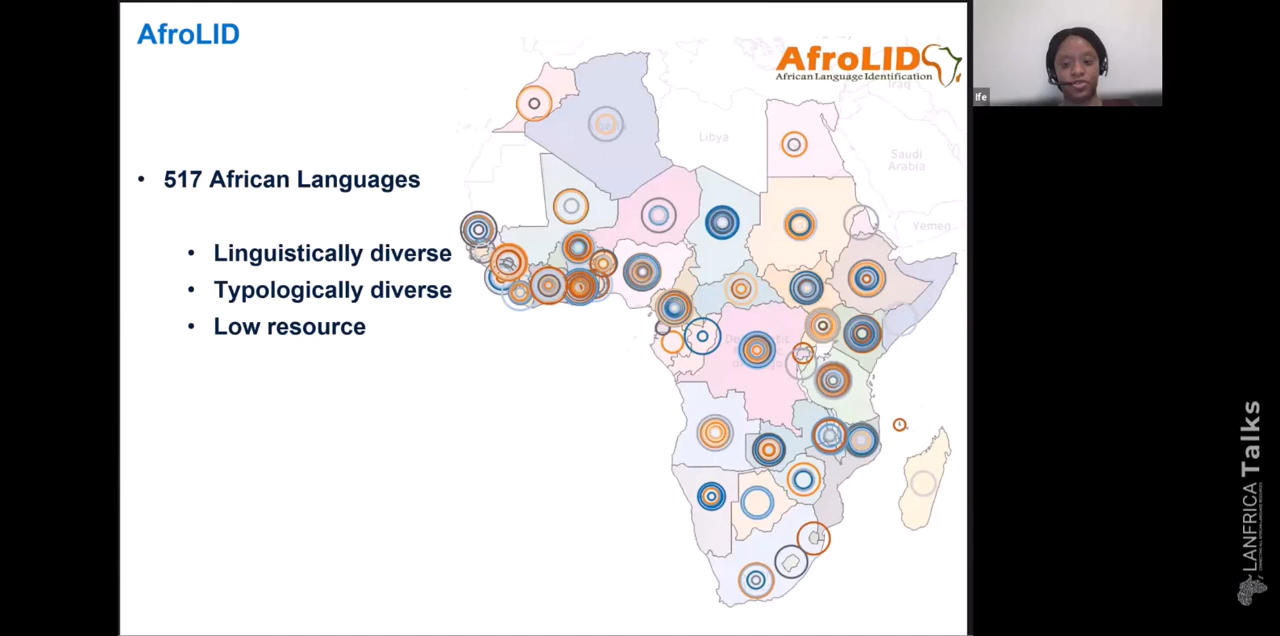 AfroLID
AfroLID
African Language Identification
• 517 African Languages
• Linguistically diverse
• Typologically diverse
• Low resource
Libya
Iraq
Saudi
Arabia
Yemen
Ife
LANFRICA Talks